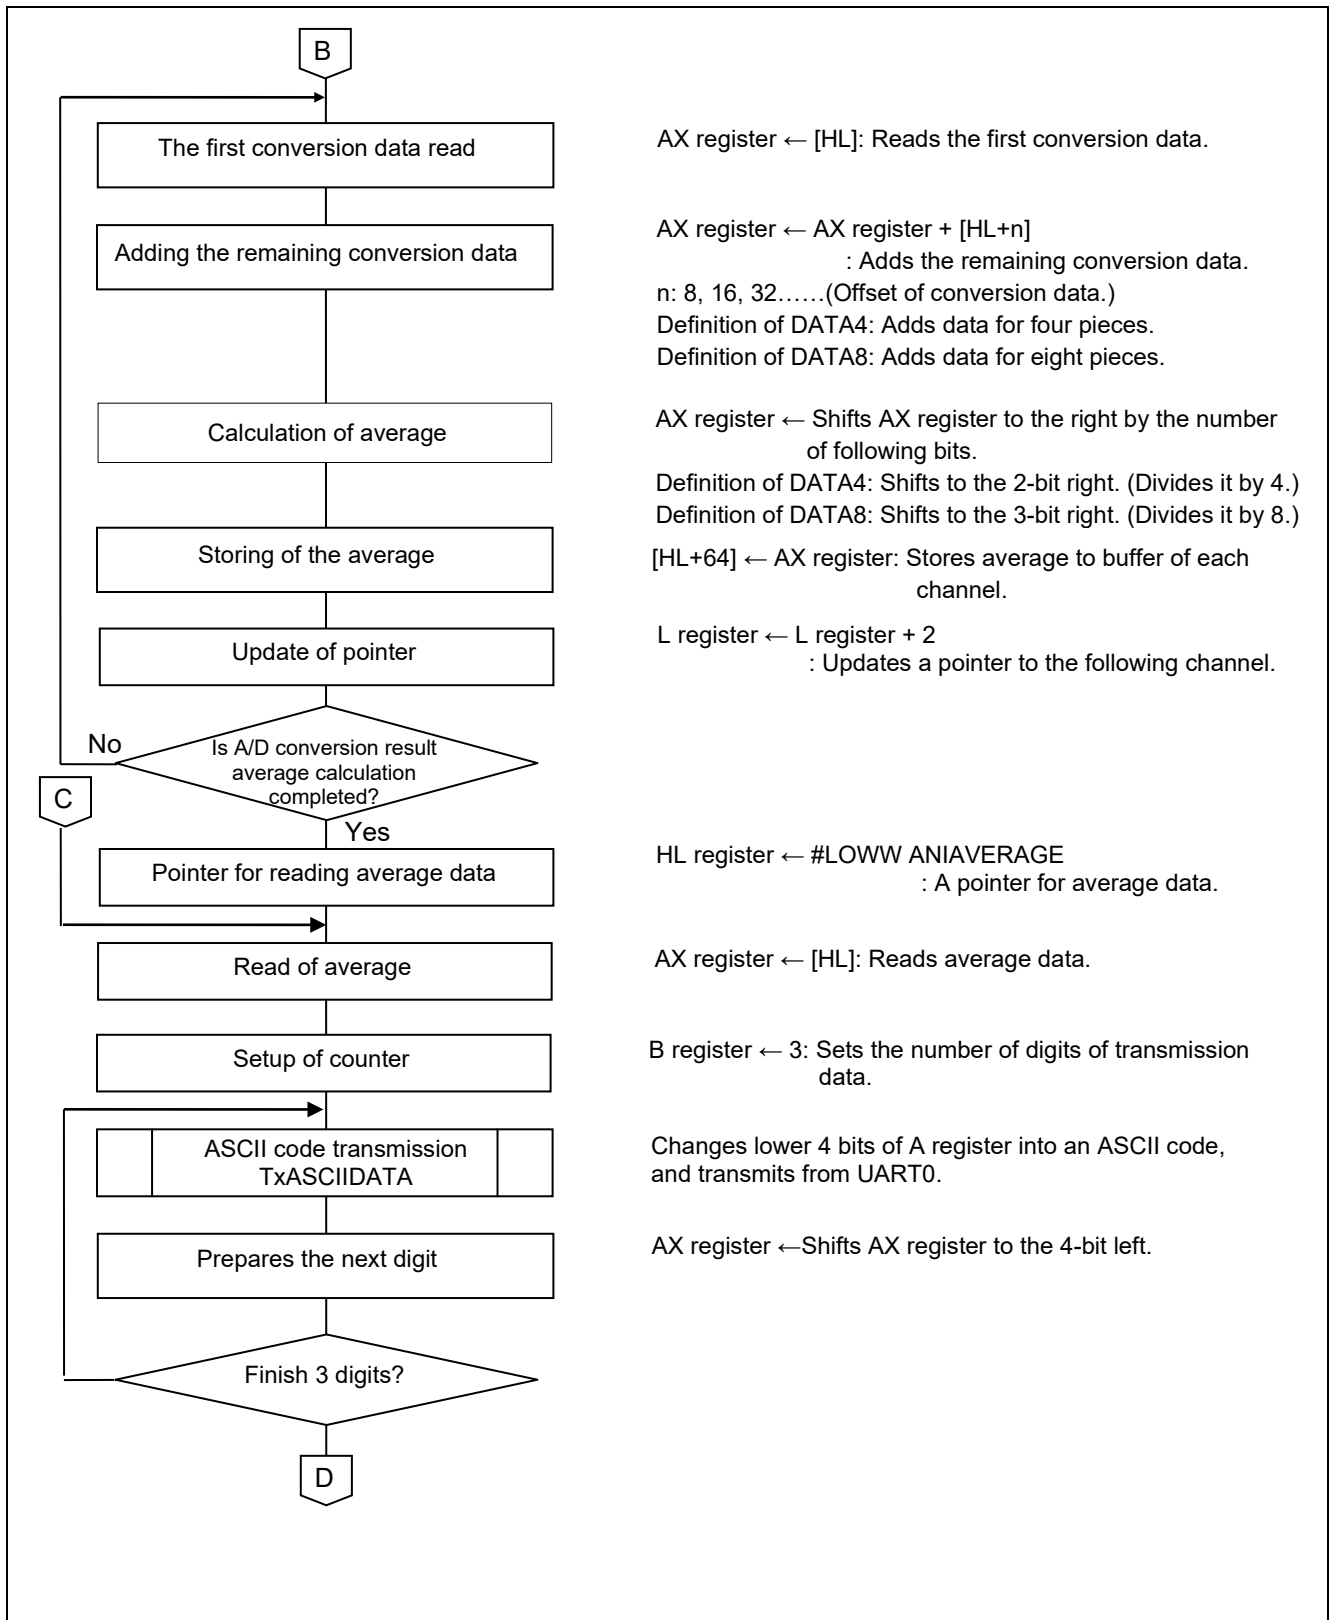 B
The first conversion data read
AX register ← [HL]: Reads the first conversion data.
Adding the remaining conversion data
AX register ← AX register + [HL+n]
: Adds the remaining conversion data.
n: 8, 16, 32……(Offset of conversion data.)
Definition of DATA4: Adds data for four pieces.
Definition of DATA8: Adds data for eight pieces.
Calculation of average
AX register ← Shifts AX register to the right by the number
of following bits.
Definition of DATA4: Shifts to the 2-bit right. (Divides it by 4.)
Definition of DATA8: Shifts to the 3-bit right. (Divides it by 8.)
Storing of the average
[HL+64] ← AX register: Stores average to buffer of each
channel.
Update of pointer
L register ← L register + 2
: Updates a pointer to the following channel.
No
Is A/D conversion result
average calculation
completed?
C
Yes
Pointer for reading average data
HL register ← #LOWW ANIAVERAGE
: A pointer for average data.
Read of average
AX register ← [HL]: Reads average data.
Setup of counter
B register ← 3: Sets the number of digits of transmission
data.
ASCII code transmission
TxASCIIDATA
Changes lower 4 bits of A register into an ASCII code,
and transmits from UART0.
Prepares the next digit
AX register ←Shifts AX register to the 4-bit left.
Finish 3 digits?
D